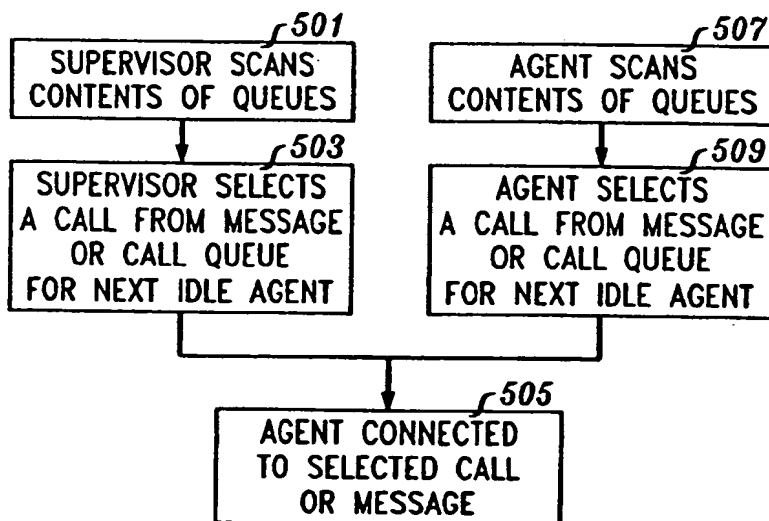 501
SUPERVISOR SCANS
CONTENTS OF QUEUES
503
SUPERVISOR SELECTS
A CALL FROM MESSAGE
OR CALL QUEUE
FOR NEXT IDLE AGENT
507
AGENT SCANS
CONTENTS OF QUEUES
509
AGENT SELECTS
A CALL FROM MESSAGE
OR CALL QUEUE
FOR NEXT IDLE AGENT
505
AGENT CONNECTED
TO SELECTED CALL
OR MESSAGE